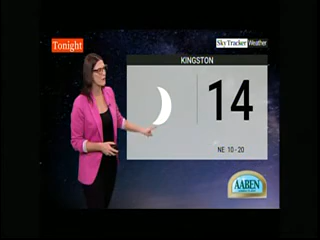 Tonight
SkyTracker Weather
KINGSTON
14
NE 10-20
AABEN